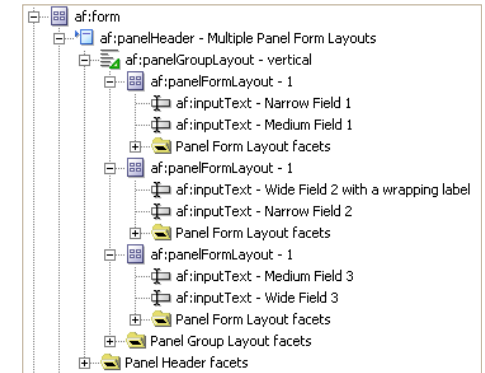 af:form
af:panelHeader - Multiple Panel Form Layouts
af:panelGroupLayout - vertical
af:panelFormLayout - 1
af:inputText - Narrow Field 1
af:inputText - Medium Field 1
Panel Form Layout facets
af:panelFormLayout - 1
af:inputText - Wide Field 2 with a wrapping label
af:inputText - Narrow Field 2
Panel Form Layout facets
af:panelFormLayout - 1
af:inputText - Medium Field 3
af:inputText - Wide Field 3
Panel Form Layout facets
Panel Group Layout facets
Panel Header facets